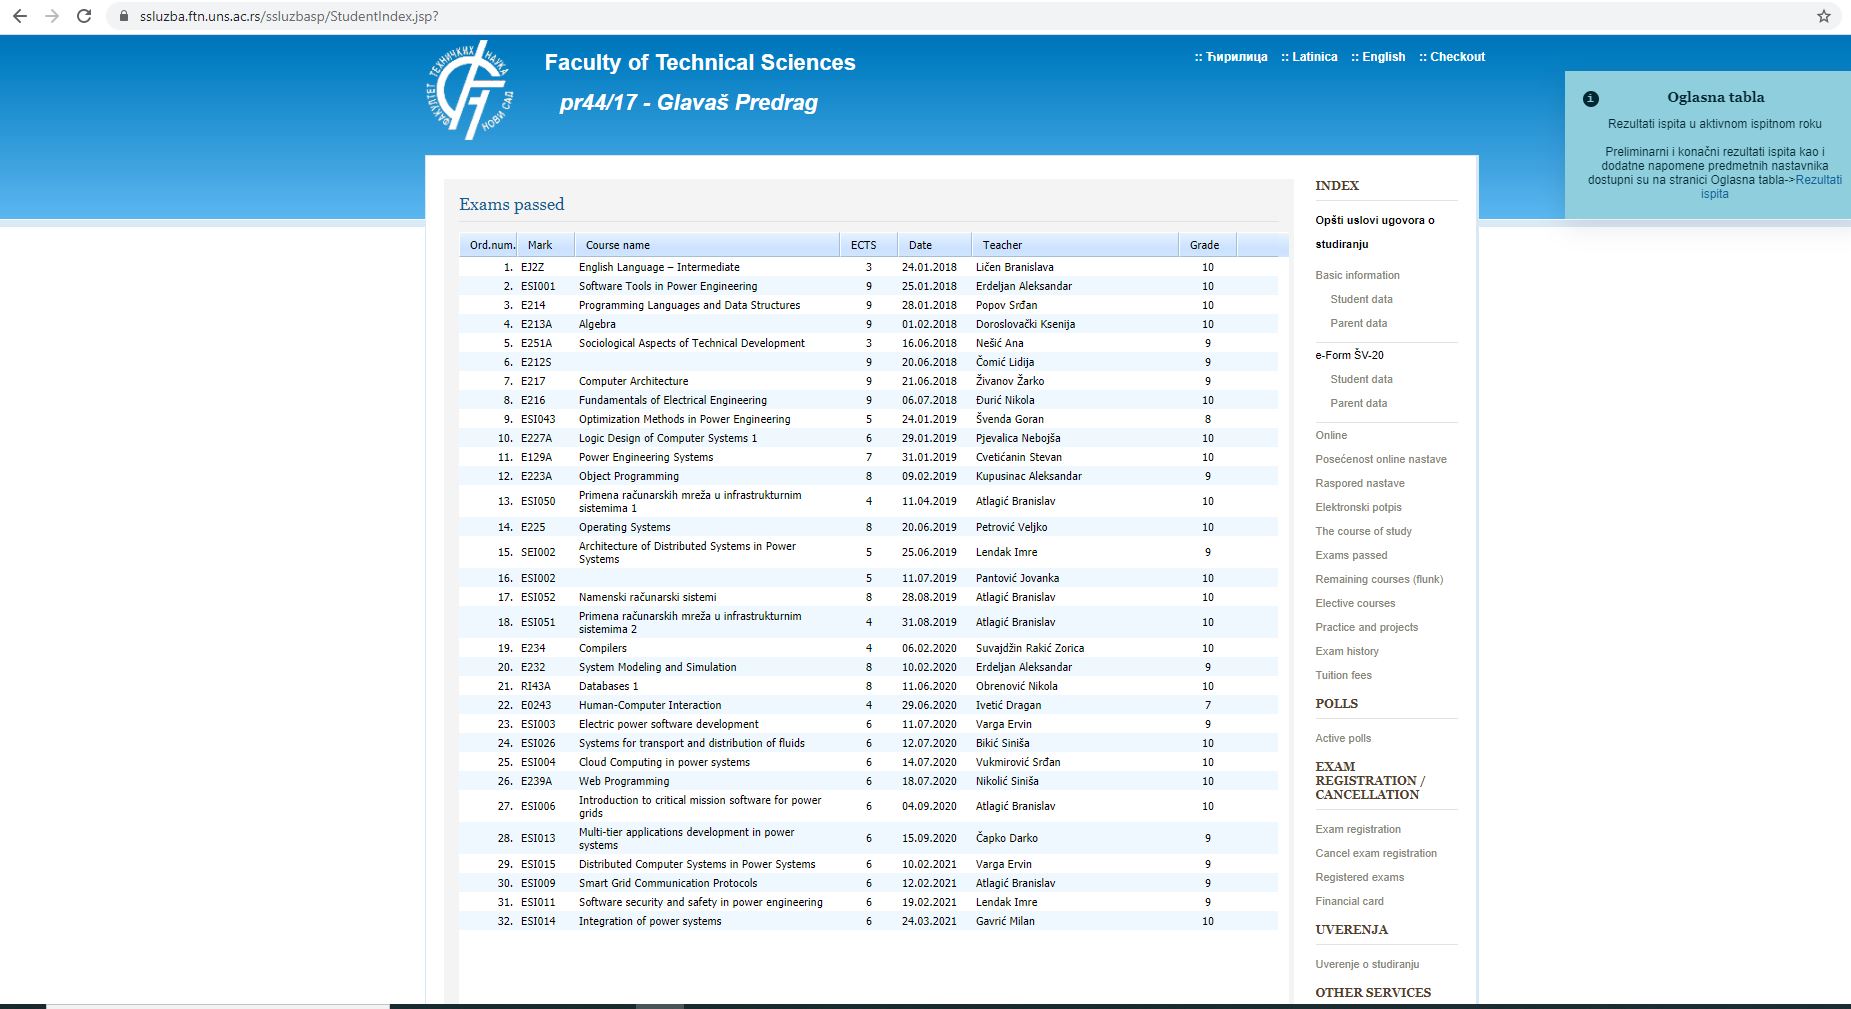 ssluzba.ftn.uns.ac.rs/ssluzbasp/StudentIndex.jsp?
ФАКУЛТЕТ ТЕХНИЧКИХ НАУКА НОВИ САД
Faculty of Technical Sciences
pr44/17 - Glavaš Predrag
:: Ћирилица :: Latinica :: English :: Checkout
Oglasna tabla
Rezultati ispita u aktivnom ispitnom roku
Preliminarni i konačni rezultati ispita kao i
dodatne napomene predmetnih nastavnika
dostupni su na stranici Oglasna tabla->Rezultati
ispita
Exams passed
Ord.num. Mark Course name ECTS Date Teacher Grade
1. EJ2Z English Language – Intermediate 3 24.01.2018 Ličen Branislava 10
2. ESI001 Software Tools in Power Engineering 9 25.01.2018 Erdeljan Aleksandar 10
3. E214 Programming Languages and Data Structures 9 28.01.2018 Popov Srđan 10
4. E213A Algebra 9 01.02.2018 Doroslovački Ksenija 10
5. E251A Sociological Aspects of Technical Development 3 16.06.2018 Nešić Ana 9
6. E212S 9 20.06.2018 Čomić Lidija 9
7. E217 Computer Architecture 9 21.06.2018 Živanov Žarko 9
8. E216 Fundamentals of Electrical Engineering 9 06.07.2018 Đurić Nikola 10
9. ESI043 Optimization Methods in Power Engineering 5 24.01.2019 Švenda Goran 8
10. E227A Logic Design of Computer Systems 1 6 29.01.2019 Pjevalica Nebojša 10
11. E129A Power Engineering Systems 7 31.01.2019 Cvetićanin Stevan 10
12. E223A Object Programming 8 09.02.2019 Kupusinac Aleksandar 9
13. ESI050 Primena računarskih mreža u infrastrukturnim
sistemima 1 4 11.04.2019 Atlagić Branislav 10
14. E225 Operating Systems 8 20.06.2019 Petrović Veljko 10
15. SEI002 Architecture of Distributed Systems in Power
Systems 5 25.06.2019 Lendak Imre 9
16. ESI002 5 11.07.2019 Pantović Jovanka 10
17. ESI052 Namenski računarski sistemi 8 28.08.2019 Atlagić Branislav 10
18. ESI051 Primena računarskih mreža u infrastrukturnim
sistemima 2 4 31.08.2019 Atlagić Branislav 10
19. E234 Compilers 4 06.02.2020 Suvajdžin Rakić Zorica 10
20. E232 System Modeling and Simulation 8 10.02.2020 Erdeljan Aleksandar 9
21. RI43A Databases 1 8 11.06.2020 Obrenović Nikola 10
22. E0243 Human-Computer Interaction 4 29.06.2020 Ivetić Dragan 7
23. ESI003 Electric power software development 6 11.07.2020 Varga Ervin 9
24. ESI026 Systems for transport and distribution of fluids 6 12.07.2020 Bikić Siniša 10
25. ESI004 Cloud Computing in power systems 6 14.07.2020 Vukmirović Srđan 10
26. E239A Web Programming 6 18.07.2020 Nikolić Siniša 10
27. ESI006 Introduction to critical mission software for power
grids 6 04.09.2020 Atlagić Branislav 10
28. ESI013 Multi-tier applications development in power
systems 6 15.09.2020 Čapko Darko 9
29. ESI015 Distributed Computer Systems in Power Systems 6 10.02.2021 Varga Ervin 9
30. ESI009 Smart Grid Communication Protocols 6 12.02.2021 Atlagić Branislav 9
31. ESI011 Software security and safety in power engineering 6 19.02.2021 Lendak Imre 9
32. ESI014 Integration of power systems 6 24.03.2021 Gavrić Milan 10
INDEX
Opšti uslovi ugovora o
studiranju
Basic information
Student data
Parent data
e-Form ŠV-20
Student data
Parent data
Online
Posećenost online nastave
Raspored nastave
Elektronski potpis
The course of study
Exams passed
Remaining courses (flunk)
Elective courses
Practice and projects
Exam history
Tuition fees
POLLS
Active polls
EXAM
REGISTRATION /
CANCELLATION
Exam registration
Cancel exam registration
Registered exams
Financial card
UVERENJA
Uverenje o studiranju
OTHER SERVICES